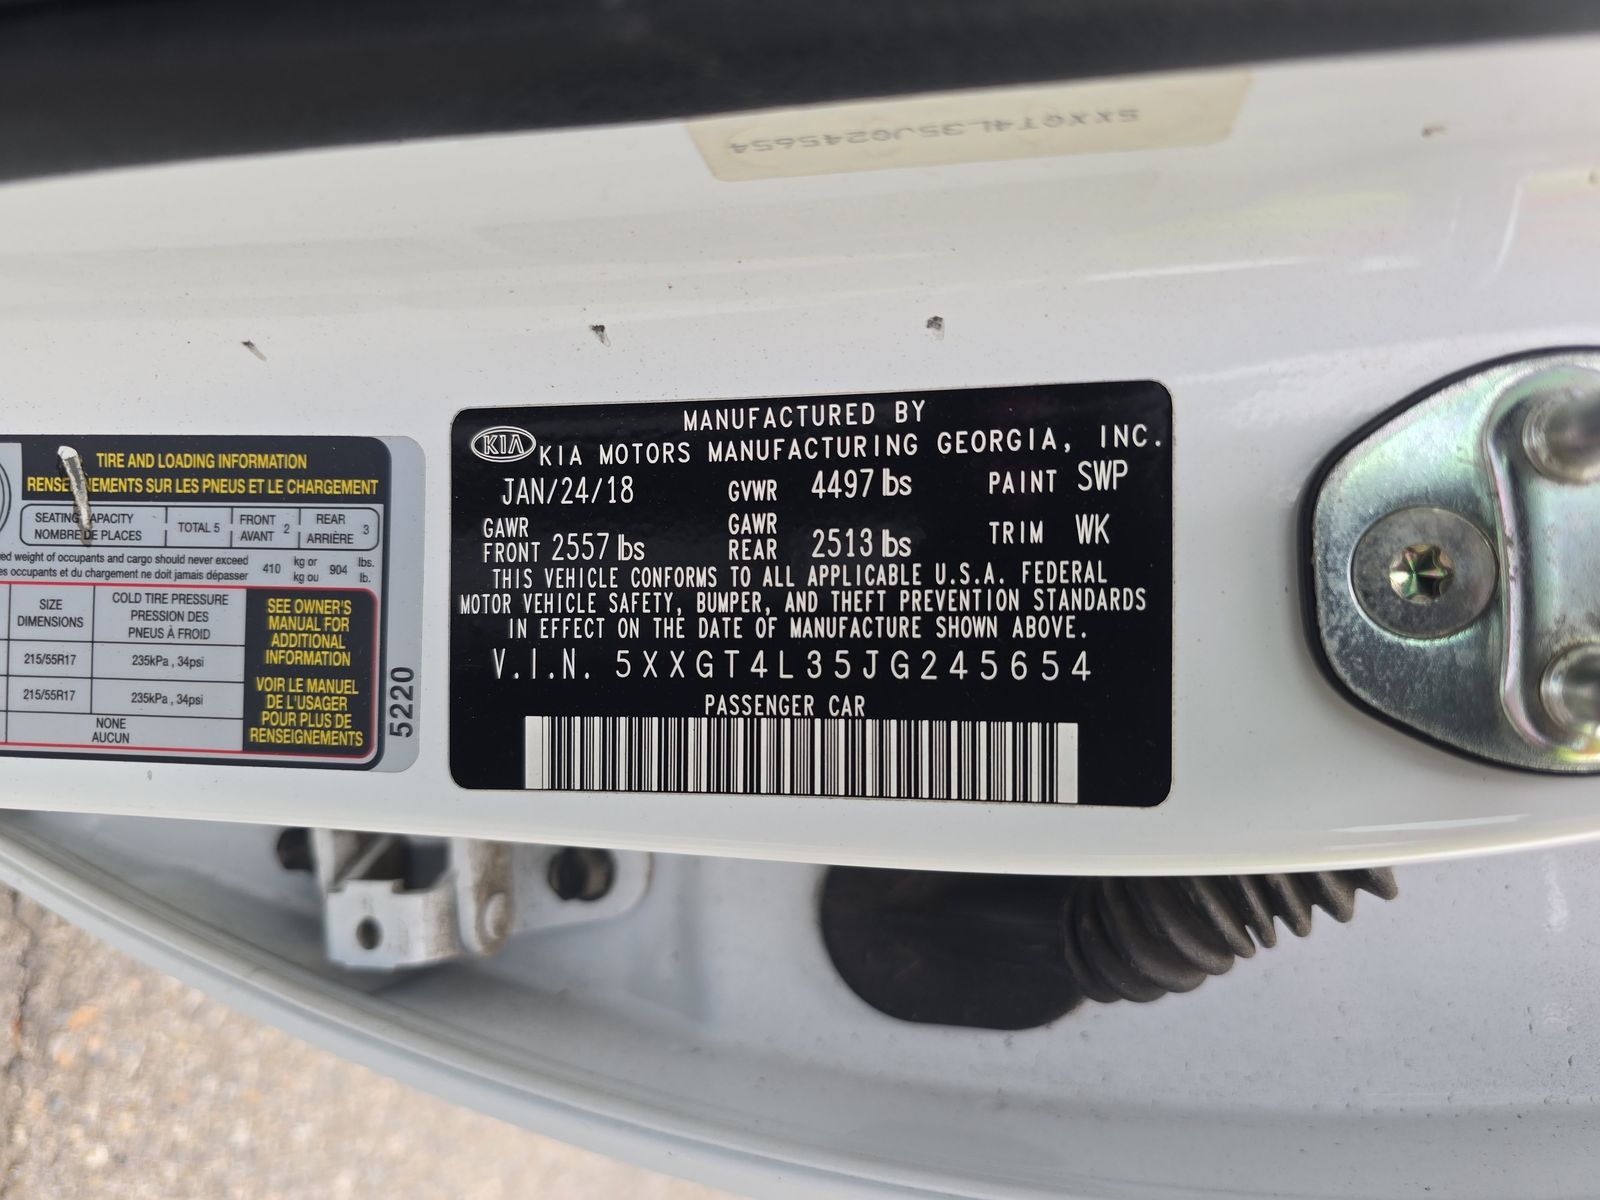 5XXGT4L35JG245654
TIRE AND LOADING INFORMATION
RENSEIGNEMENTS SUR LES PNEUS ET LE CHARGEMENT
SEATING CAPACITY
NOMBRE DE PLACES
TOTAL 5
FRONT
AVANT 2
REAR
ARRIÈRE 3
weight of occupants and cargo should never exceed 410 kg or 904 lbs.
occupants et du chargement ne doit jamais dépasser kg ou lb.
SIZE
DIMENSIONS
COLD TIRE PRESSURE
PRESSION DES
PNEUS À FROID
215/55R17 235kPa , 34psi
215/55R17 235kPa , 34psi
NONE
AUCUN
SEE OWNER'S
MANUAL FOR
ADDITIONAL
INFORMATION
VOIR LE MANUEL
DE L'USAGER
POUR PLUS DE
RENSEIGNEMENTS
5220
MANUFACTURED BY
KIA KIA MOTORS MANUFACTURING GEORGIA, INC.
JAN/24/18 GVWR 4497 lbs PAINT SWP
GAWR
FRONT 2557 lbs
GAWR
REAR 2513 lbs
TRIM WK
THIS VEHICLE CONFORMS TO ALL APPLICABLE U.S.A. FEDERAL
MOTOR VEHICLE SAFETY, BUMPER, AND THEFT PREVENTION STANDARDS
IN EFFECT ON THE DATE OF MANUFACTURE SHOWN ABOVE.
V.I.N. 5XXGT4L35JG245654
PASSENGER CAR